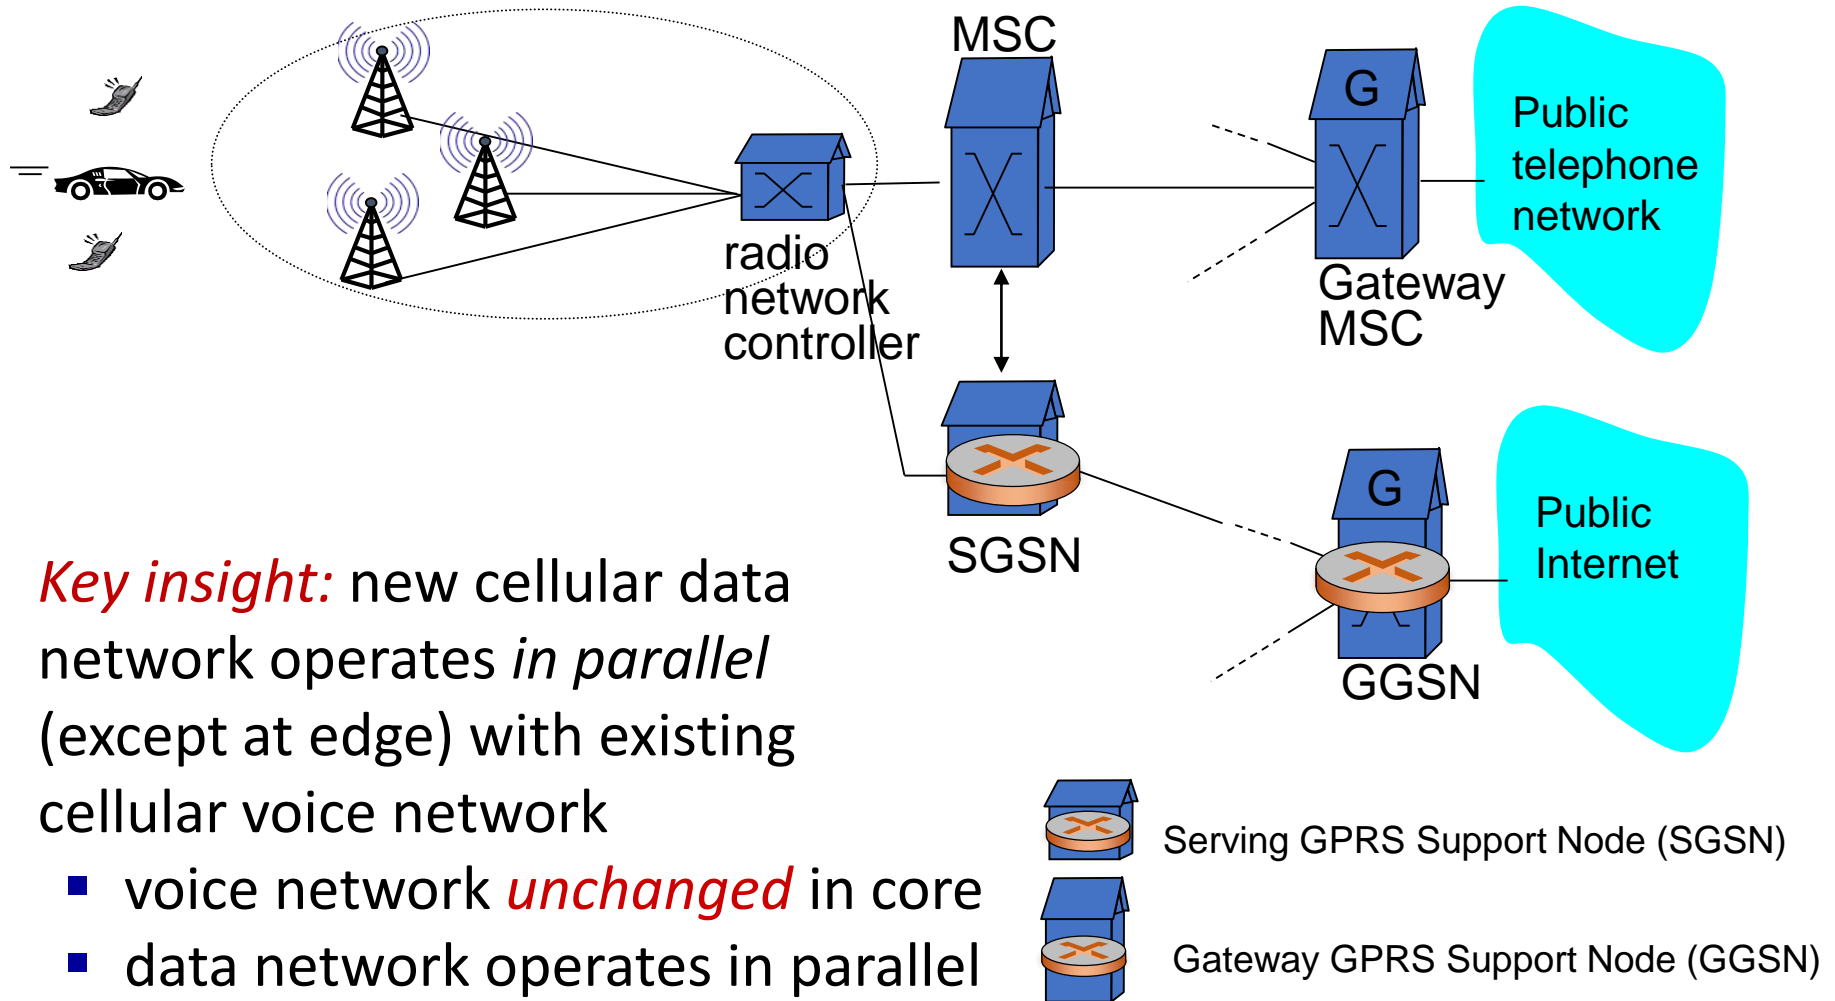 MSC
G
Public
telephone
network
radio
network
controller
Gateway
MSC
G
Public
Internet
SGSN
GGSN
Key insight: new cellular data
network operates in parallel
(except at edge) with existing
cellular voice network
▪ voice network unchanged in core
▪ data network operates in parallel
Serving GPRS Support Node (SGSN)
Gateway GPRS Support Node (GGSN)